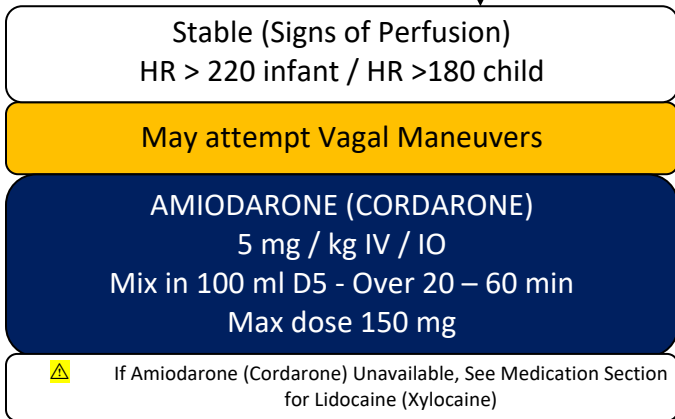 Stable (Signs of Perfusion)
HR > 220 infant / HR >180 child
May attempt Vagal Maneuvers
AMIODARONE (CORDARONE)
5 mg / kg IV / IO
Mix in 100 ml D5 - Over 20 – 60 min
Max dose 150 mg
⚠ If Amiodarone (Cordarone) Unavailable, See Medication Section
for Lidocaine (Xylocaine)